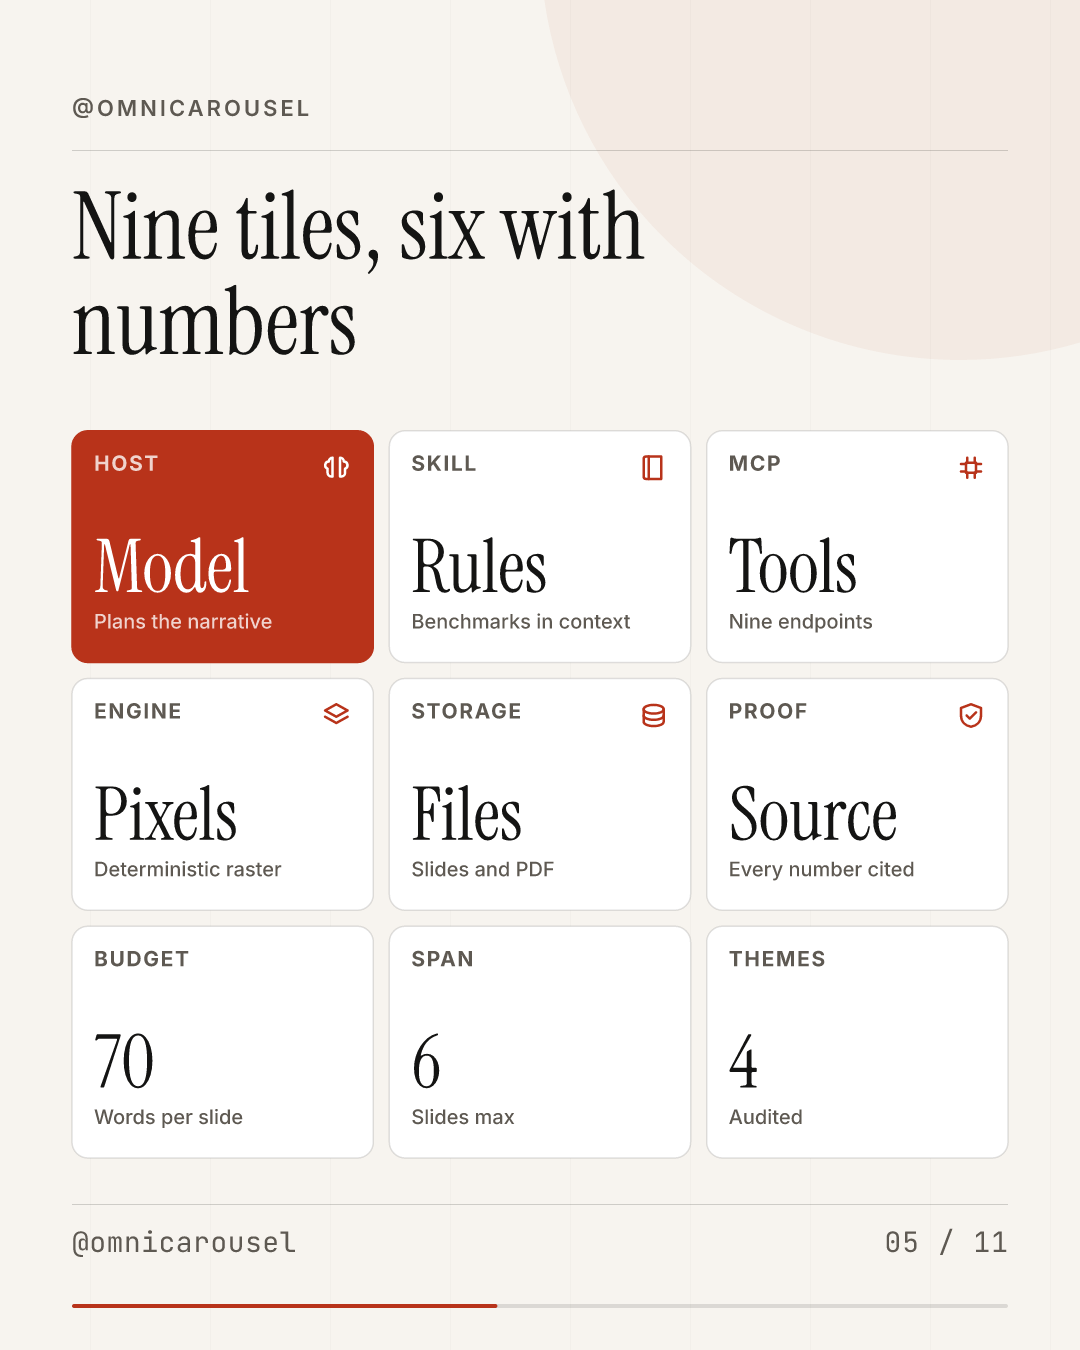 @OMNICAROUSEL
Nine tiles, six with
numbers
HOST
Model
Plans the narrative
SKILL
Rules
Benchmarks in context
MCP
Tools
Nine endpoints
ENGINE
Pixels
Deterministic raster
STORAGE
Files
Slides and PDF
PROOF
Source
Every number cited
BUDGET
70
Words per slide
SPAN
6
Slides max
THEMES
4
Audited
@omnicarousel
05 / 11